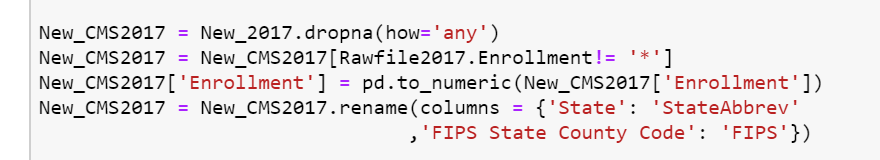 New_CMS2017 = New_2017.dropna(how='any')
New_CMS2017 = New_CMS2017[Rawfile2017.Enrollment!= '*']
New_CMS2017['Enrollment'] = pd.to_numeric(New_CMS2017['Enrollment'])
New_CMS2017 = New_CMS2017.rename(columns = {'State': 'StateAbbrev'
,'FIPS State County Code': 'FIPS'})